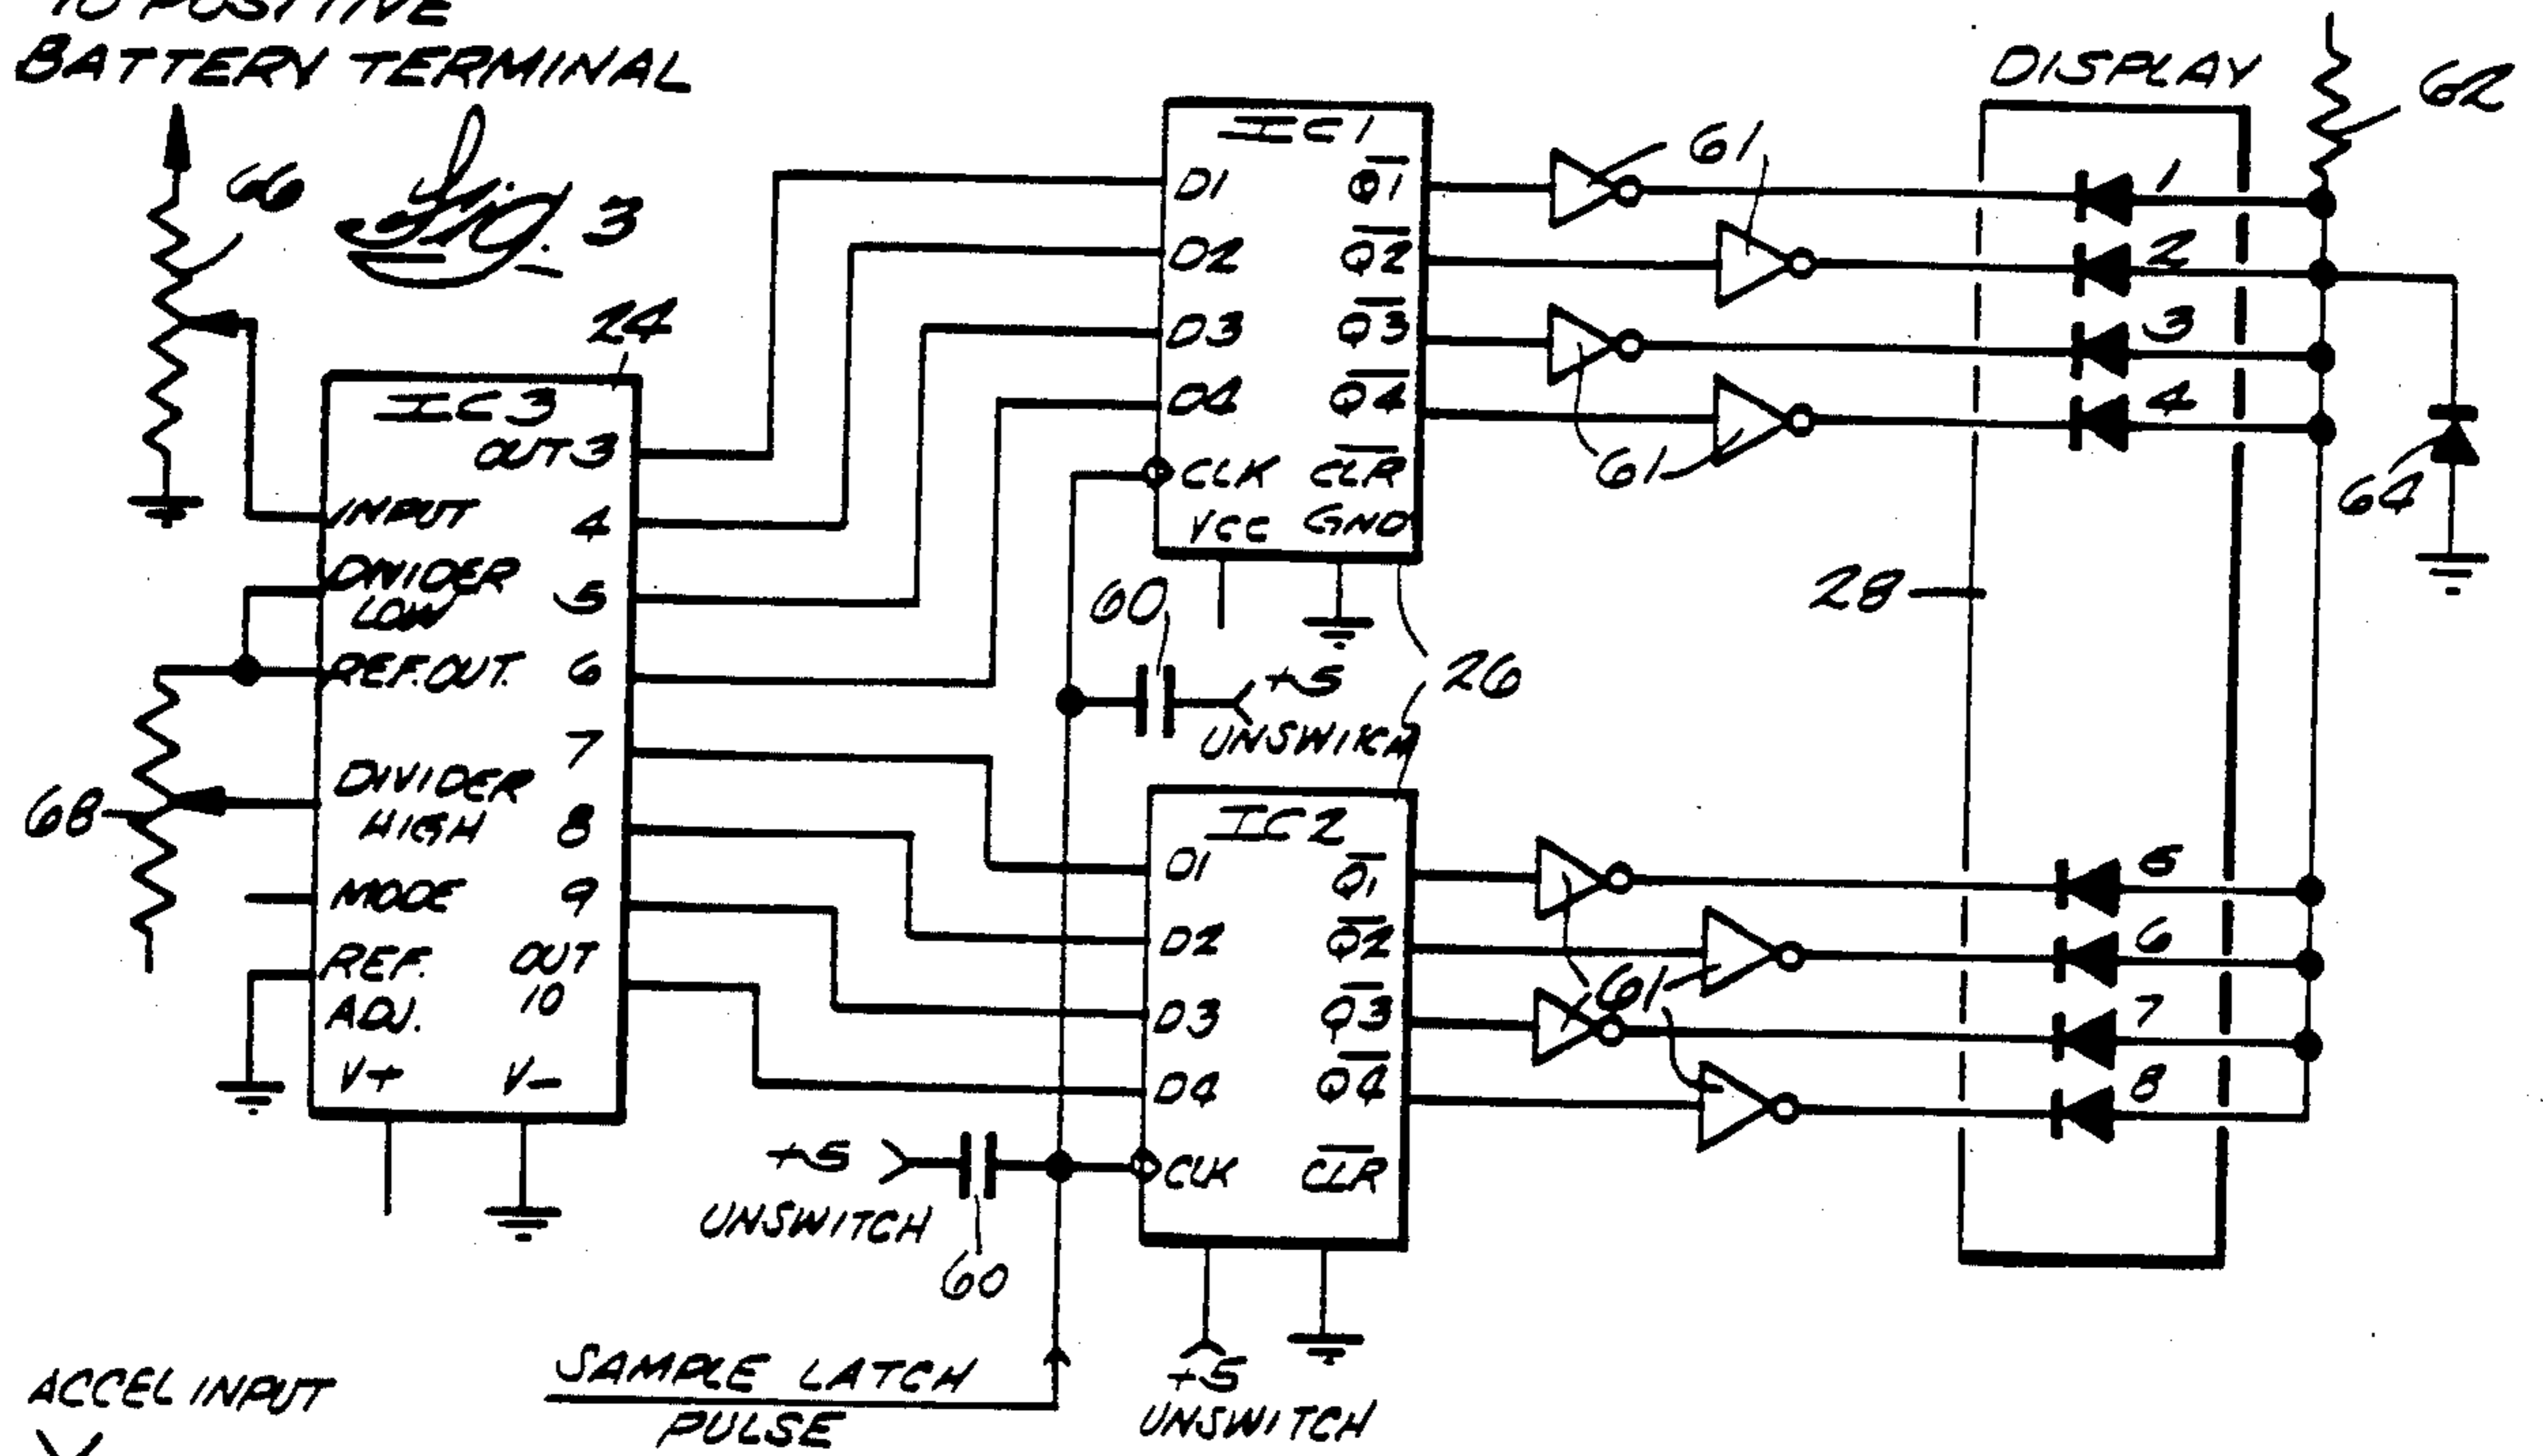 TO POSITIVE
BATTERY TERMINAL
Fig. 3
66
24
IC3
OUT 3
INPUT
4
DIVIDER
LOW
5
REF. OUT.
6
7
DIVIDER
HIGH
8
68
MODE
9
REF.
ADJ.
OUT
10
V+
V-
IC1
D1
Q1
D2
Q2
D3
Q3
D4
Q4
CLK
CLR
VCC
GND
61
61
60
+5
UNSWITCH
26
IC2
D1
Q1
D2
Q2
D3
Q3
D4
Q4
CLK
CLR
61
+5
UNSWITCH
60
+5
UNSWITCH
SAMPLE LATCH
PULSE
ACCEL INPUT
DISPLAY
62
1
2
3
4
64
28
5
6
7
8